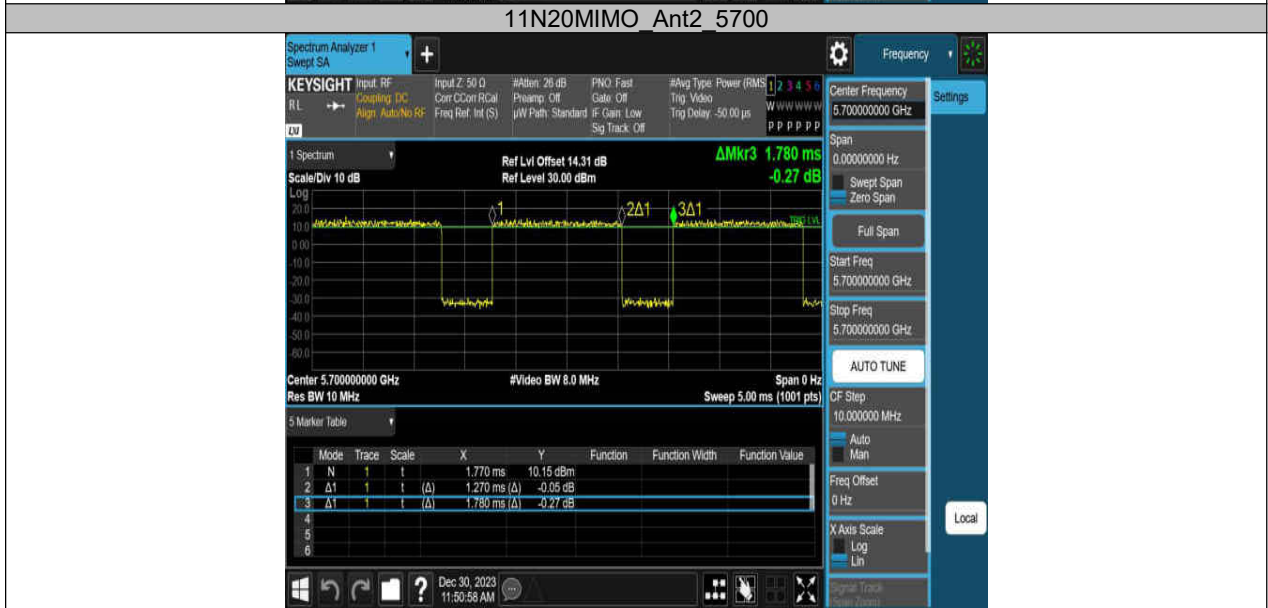 11N20MIMO_Ant2_5700
Spectrum Analyzer 1
Swept SA
+
Frequency
KEYSIGHT
RL
LXI
Input: RF
Coupling: DC
Align: Auto/No RF
Input Z: 50 Ω
Corr CCorr RCal
Freq Ref: Int (S)
#Atten: 26 dB
Preamp: Off
µW Path: Standard
PNO: Fast
Gate: Off
IF Gain: Low
Sig Track: Off
#Avg Type: Power (RMS
Trig: Video
Trig Delay: -50.00 µs
1 2 3 4 5 6
W W W W W W
P P P P P P
Center Frequency
5.700000000 GHz
Settings
1 Spectrum
Scale/Div 10 dB
Ref Lvl Offset 14.31 dB
Ref Level 30.00 dBm
ΔMkr3 1.780 ms
-0.27 dB
Span
0.00000000 Hz
Swept Span
Zero Span
Full Span
Start Freq
5.700000000 GHz
Stop Freq
5.700000000 GHz
AUTO TUNE
CF Step
10.000000 MHz
Auto
Man
Freq Offset
0 Hz
X Axis Scale
Log
Lin
Signal Track
(Span Zoom)
Local
Log
20.0
10.0
0.00
-10.0
-20.0
-30.0
-40.0
-50.0
-60.0
1
2Δ1
3Δ1
TRIG LVL
Center 5.700000000 GHz
Res BW 10 MHz
#Video BW 8.0 MHz
Span 0 Hz
Sweep 5.00 ms (1001 pts)
5 Marker Table
Mode Trace Scale X Y Function Function Width Function Value
1 N 1 t 1.770 ms 10.15 dBm
2 Δ1 1 t (Δ) 1.270 ms (Δ) -0.05 dB
3 Δ1 1 t (Δ) 1.780 ms (Δ) -0.27 dB
4
5
6
?
Dec 30, 2023
11:50:58 AM